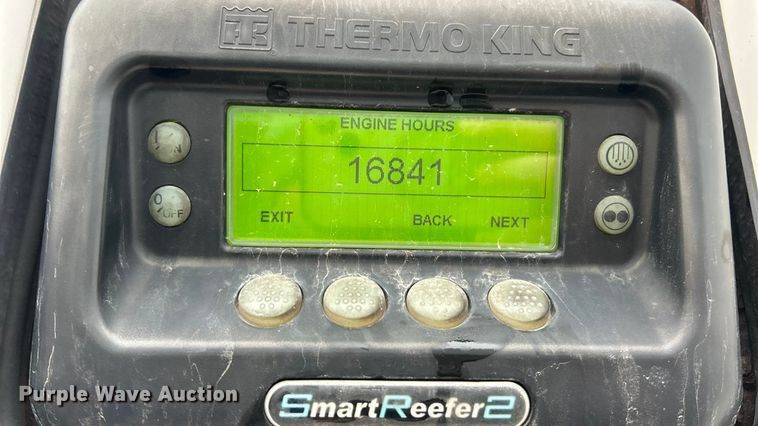 THERMO KING
ENGINE HOURS
16841
EXIT BACK NEXT
OFF
Purple Wave Auction®
SmartReefer2